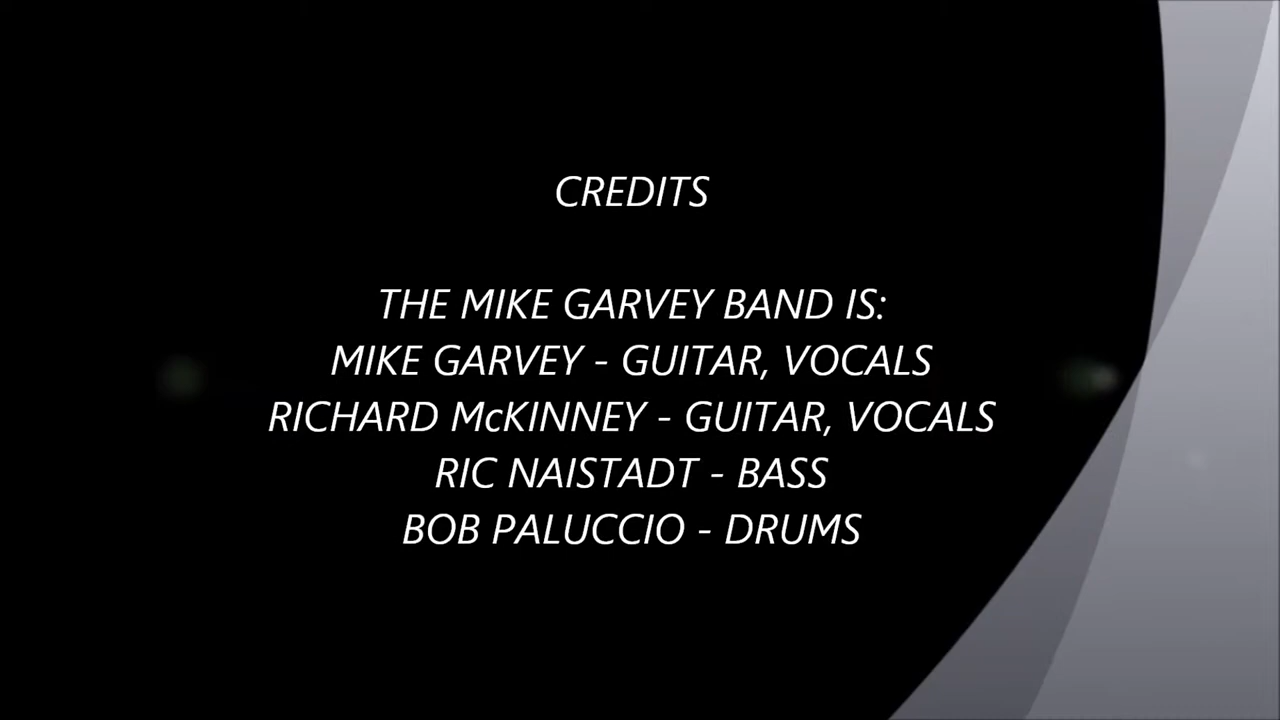 CREDITS
THE MIKE GARVEY BAND IS:
MIKE GARVEY - GUITAR, VOCALS
RICHARD McKINNEY - GUITAR, VOCALS
RIC NAISTADT - BASS
BOB PALUCCIO - DRUMS